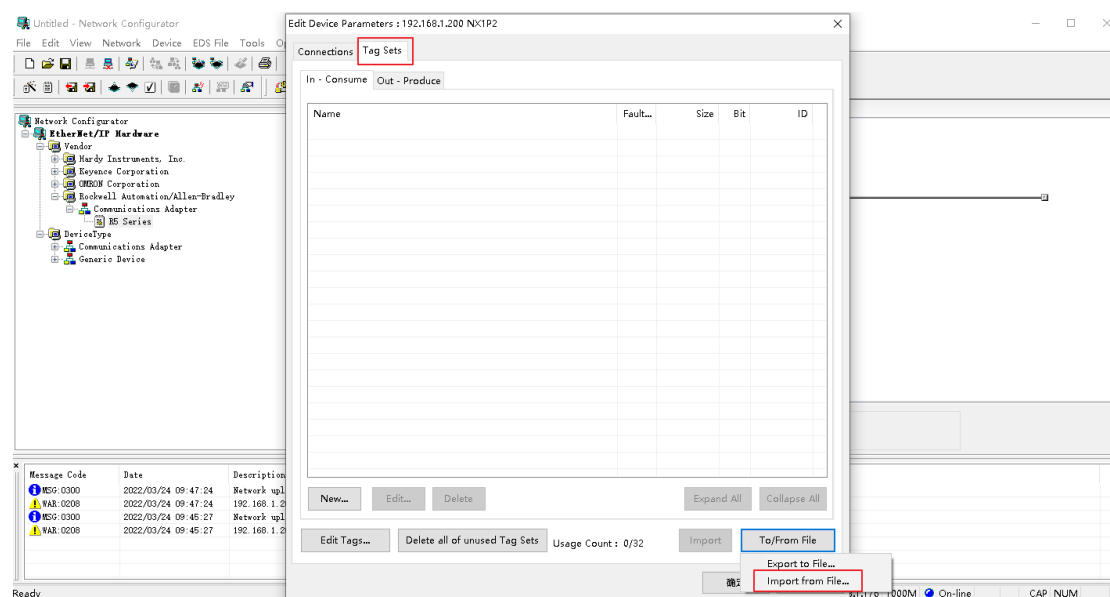 Untitled - Network Configurator
Edit Device Parameters : 192.168.1.200 NX1P2
File Edit View Network Device EDS File Tools
Connections Tag Sets
In - Consume Out - Produce
Name Fault... Size Bit ID
Network Configurator
EtherNet/IP Hardware
Vendor
Hardy Instruments, Inc.
Keyence Corporation
OMRON Corporation
Rockwell Automation/Allen-Bradley
Communications Adapter
R5 Series
DeviceType
Communications Adapter
Generic Device
Message Code Date Description
MSG:0300 2022/03/24 09:47:24 Network upl
WAR:0208 2022/03/24 09:47:24 192.168.1.2
MSG:0300 2022/03/24 09:45:27 Network upl
WAR:0208 2022/03/24 09:45:27 192.168.1.2
New... Edit... Delete Expand All Collapse All
Edit Tags... Delete all of unused Tag Sets Usage Count : 0/32 Import To/From File
Export to File...
Import from File...
Ready 1000M On-line CAP NUM